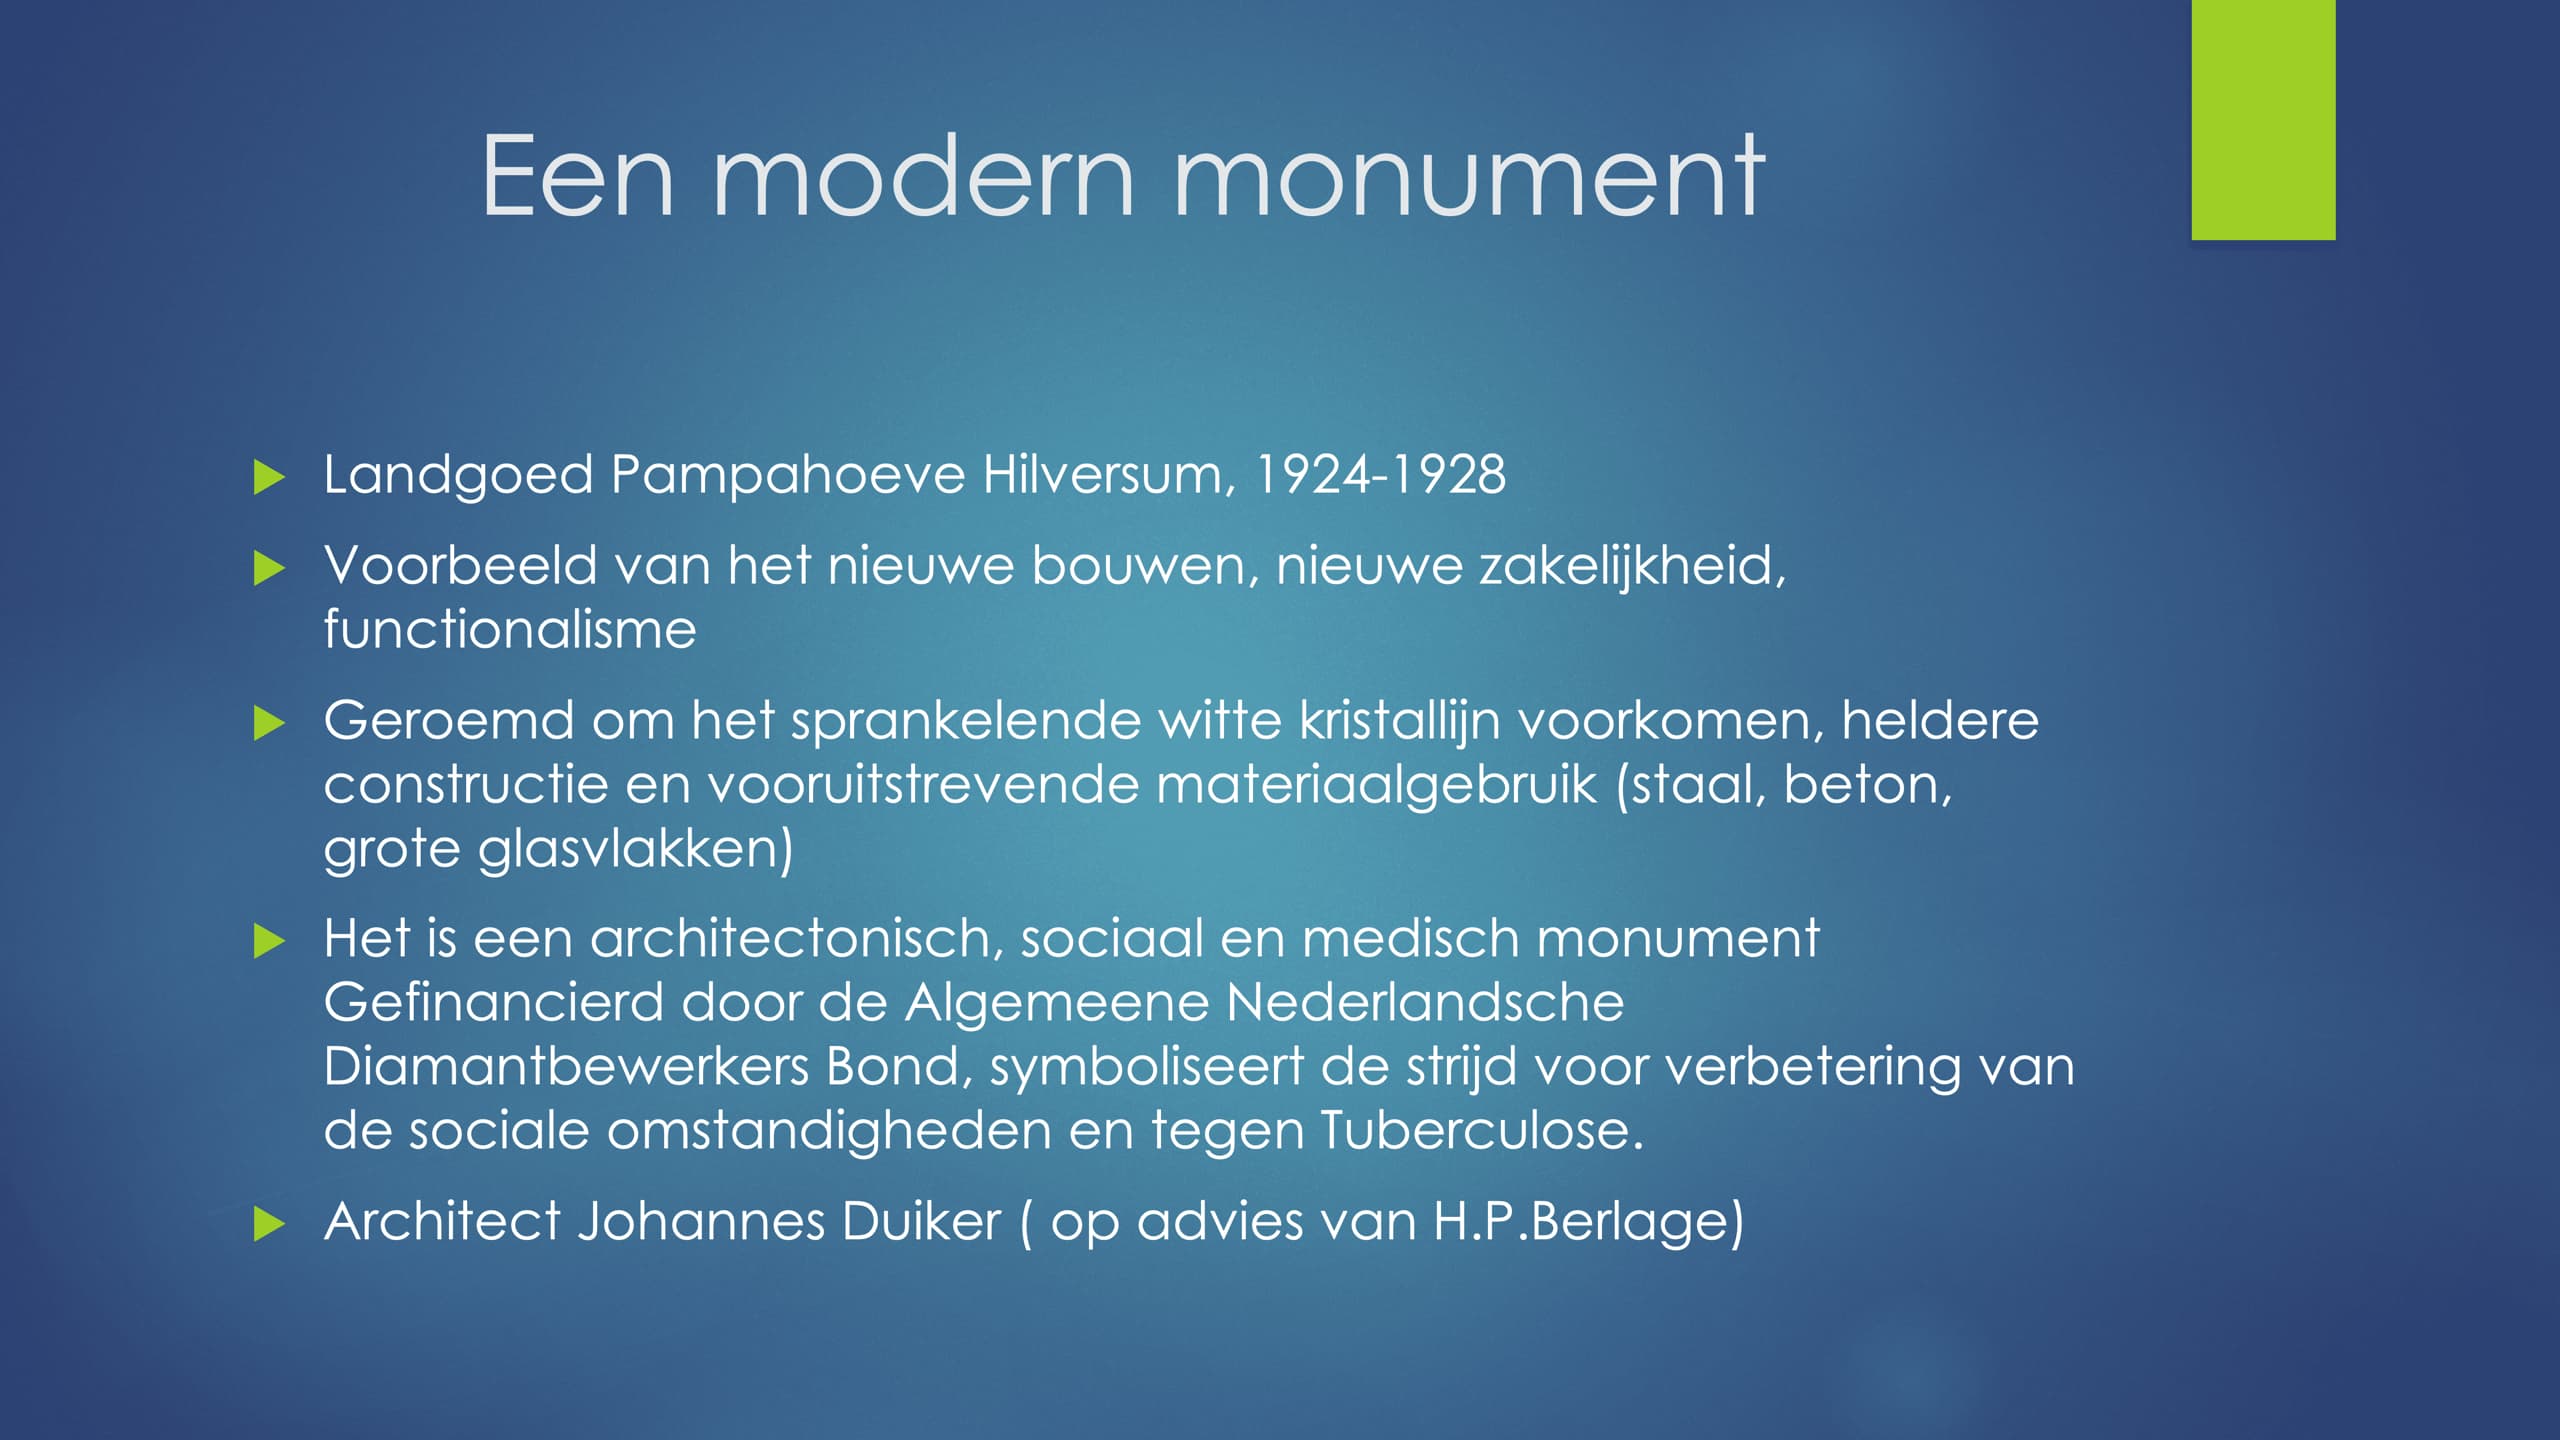 Een modern monument
Landgoed Pampahoeve Hilversum, 1924-1928
Voorbeeld van het nieuwe bouwen, nieuwe zakelijkheid,
functionalisme
Geroemd om het sprankelende witte kristallijn voorkomen, heldere
constructie en vooruitstrevende materiaalgebruik (staal, beton,
grote glasvlakken)
Het is een architectonisch, sociaal en medisch monument
Gefinancierd door de Algemeene Nederlandsche
Diamantbewerkers Bond, symboliseert de strijd voor verbetering van
de sociale omstandigheden en tegen Tuberculose.
Architect Johannes Duiker ( op advies van H.P.Berlage)